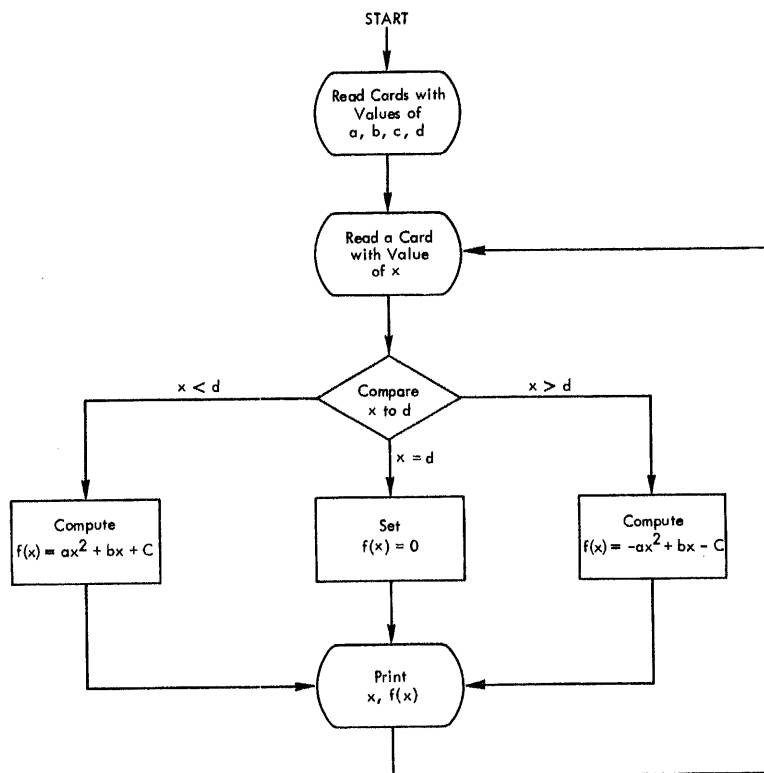 START
Read Cards with
Values of
a, b, c, d
Read a Card
with Value
of x
x < d
Compare
x to d
x > d
x = d
Compute
f(x) = ax² + bx + C
Set
f(x) = 0
Compute
f(x) = -ax² + bx - C
Print
x, f(x)